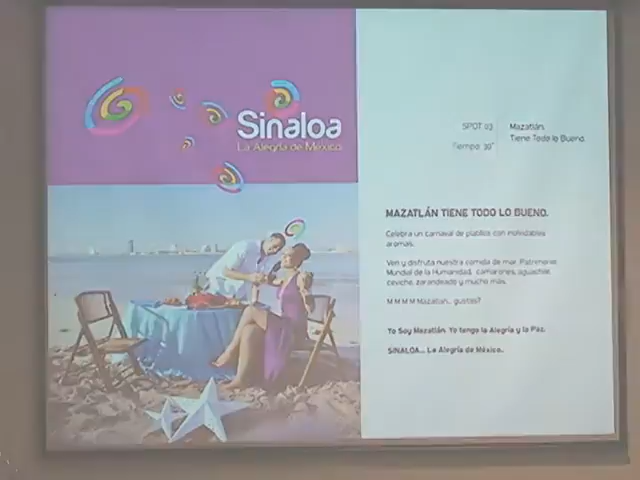 Sinaloa
La Alegría de México
SPOT 03
Tiempo: 30"
Mazatlán,
Tiene Todo lo Bueno.
MAZATLÁN TIENE TODO LO BUENO.
Celebra un carnaval de platillos con inolvidables
aromas.
Ven y disfruta nuestra comida de mar, Patrimonio
Mundial de la Humanidad, camarones, aguachile,
ceviche, zarandeado y mucho más.
M M M M Mazatlán... gustas?
Yo Soy Mazatlán. Yo tengo la Alegría y la Paz.
SINALOA... La Alegría de México.